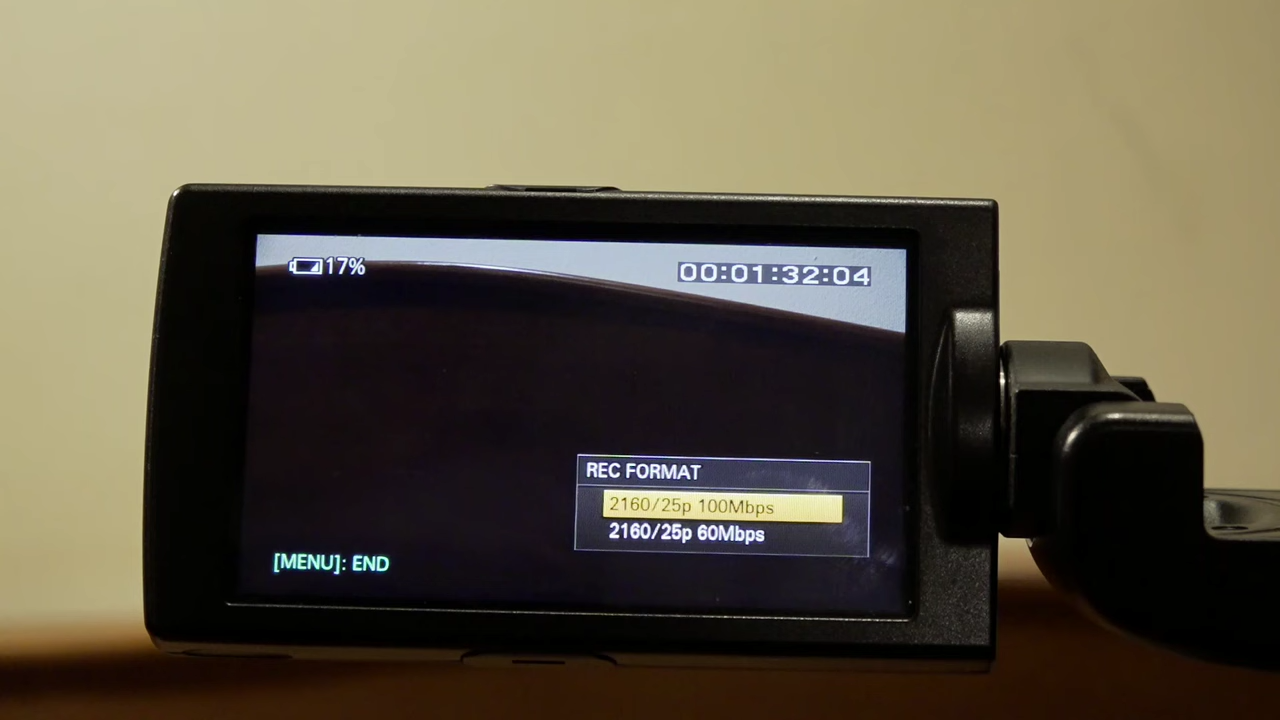 17%
00:01:32:04
REC FORMAT
2160/25p 100Mbps
2160/25p 60Mbps
[MENU]: END